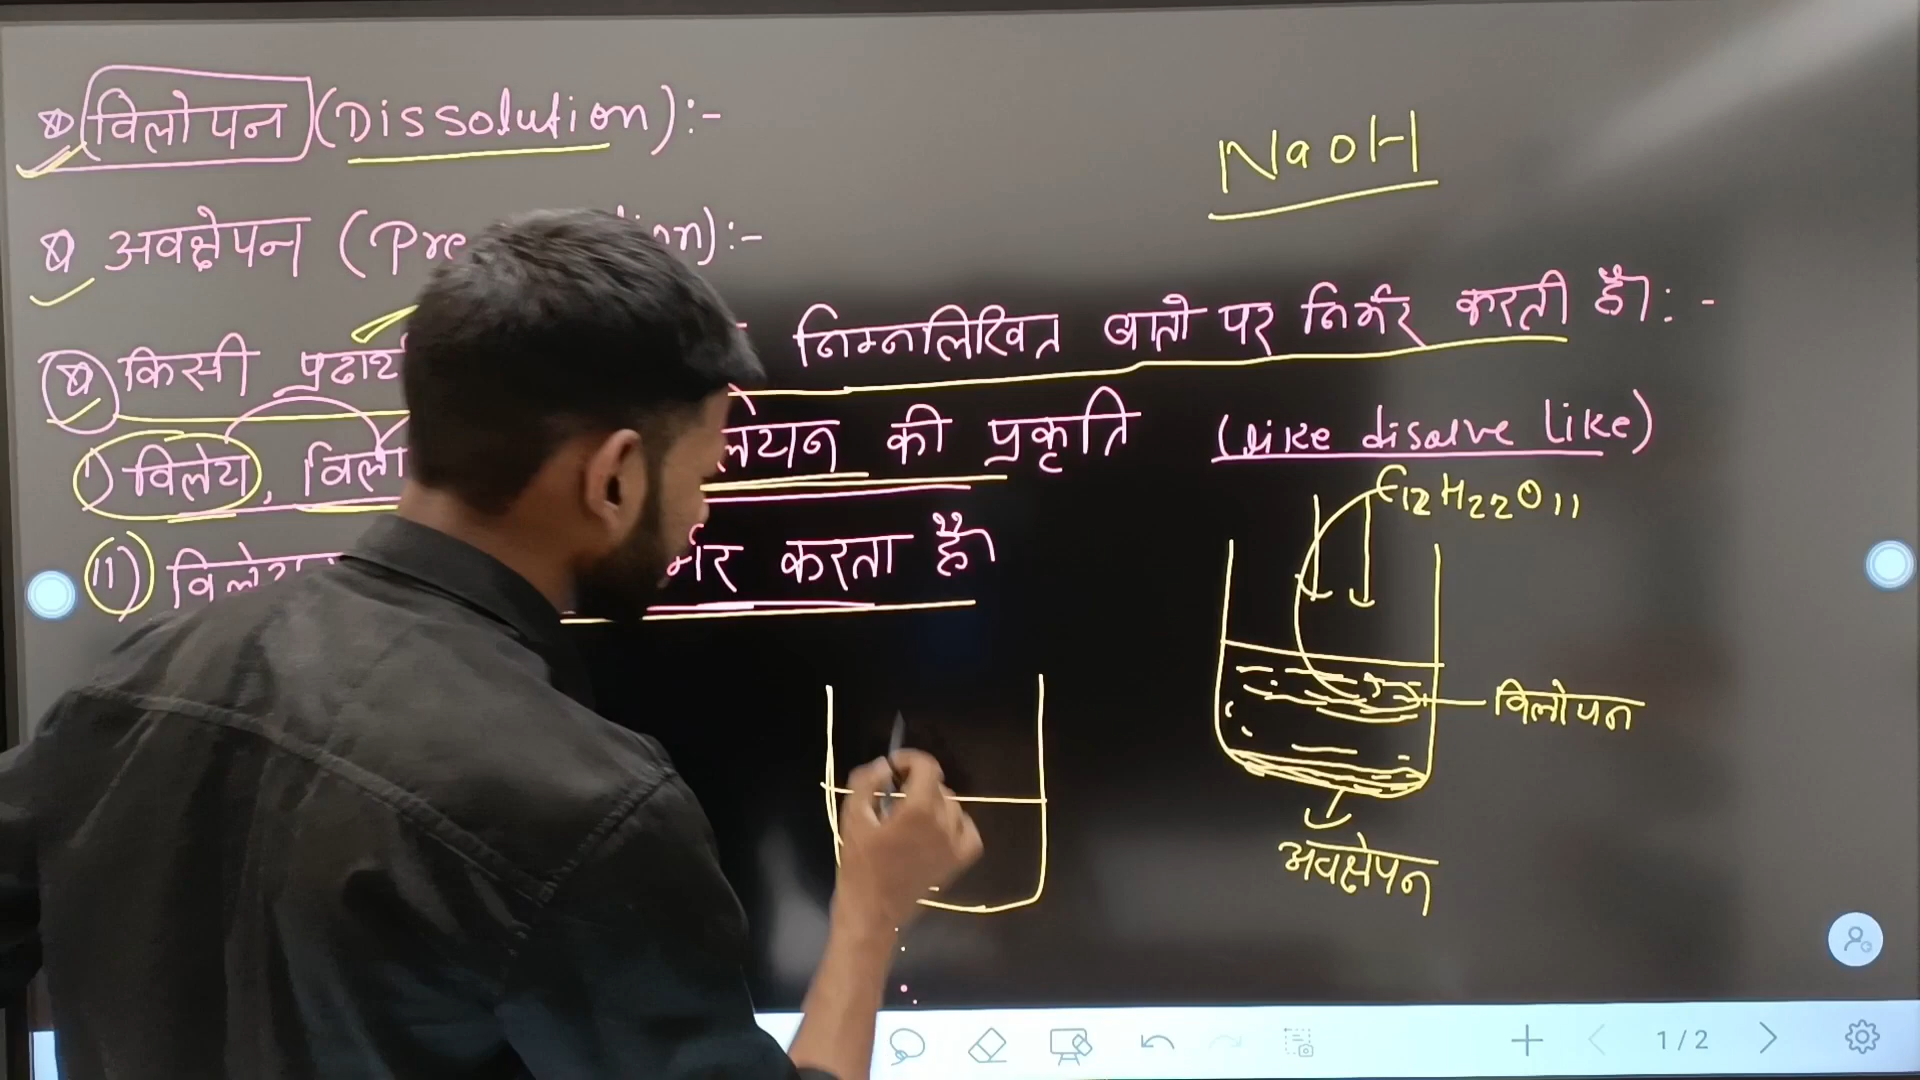 विलोपन (Dissolution):-
NaOH
अवक्षेपन (Pre n):-
किसी निम्नलिखित बातो पर निर्भर करती है: -
i) विलेय, की प्रकृति (Like disolve like)
C12H22O11
ii) करता है
विलोपन
अवक्षेपन
1/2